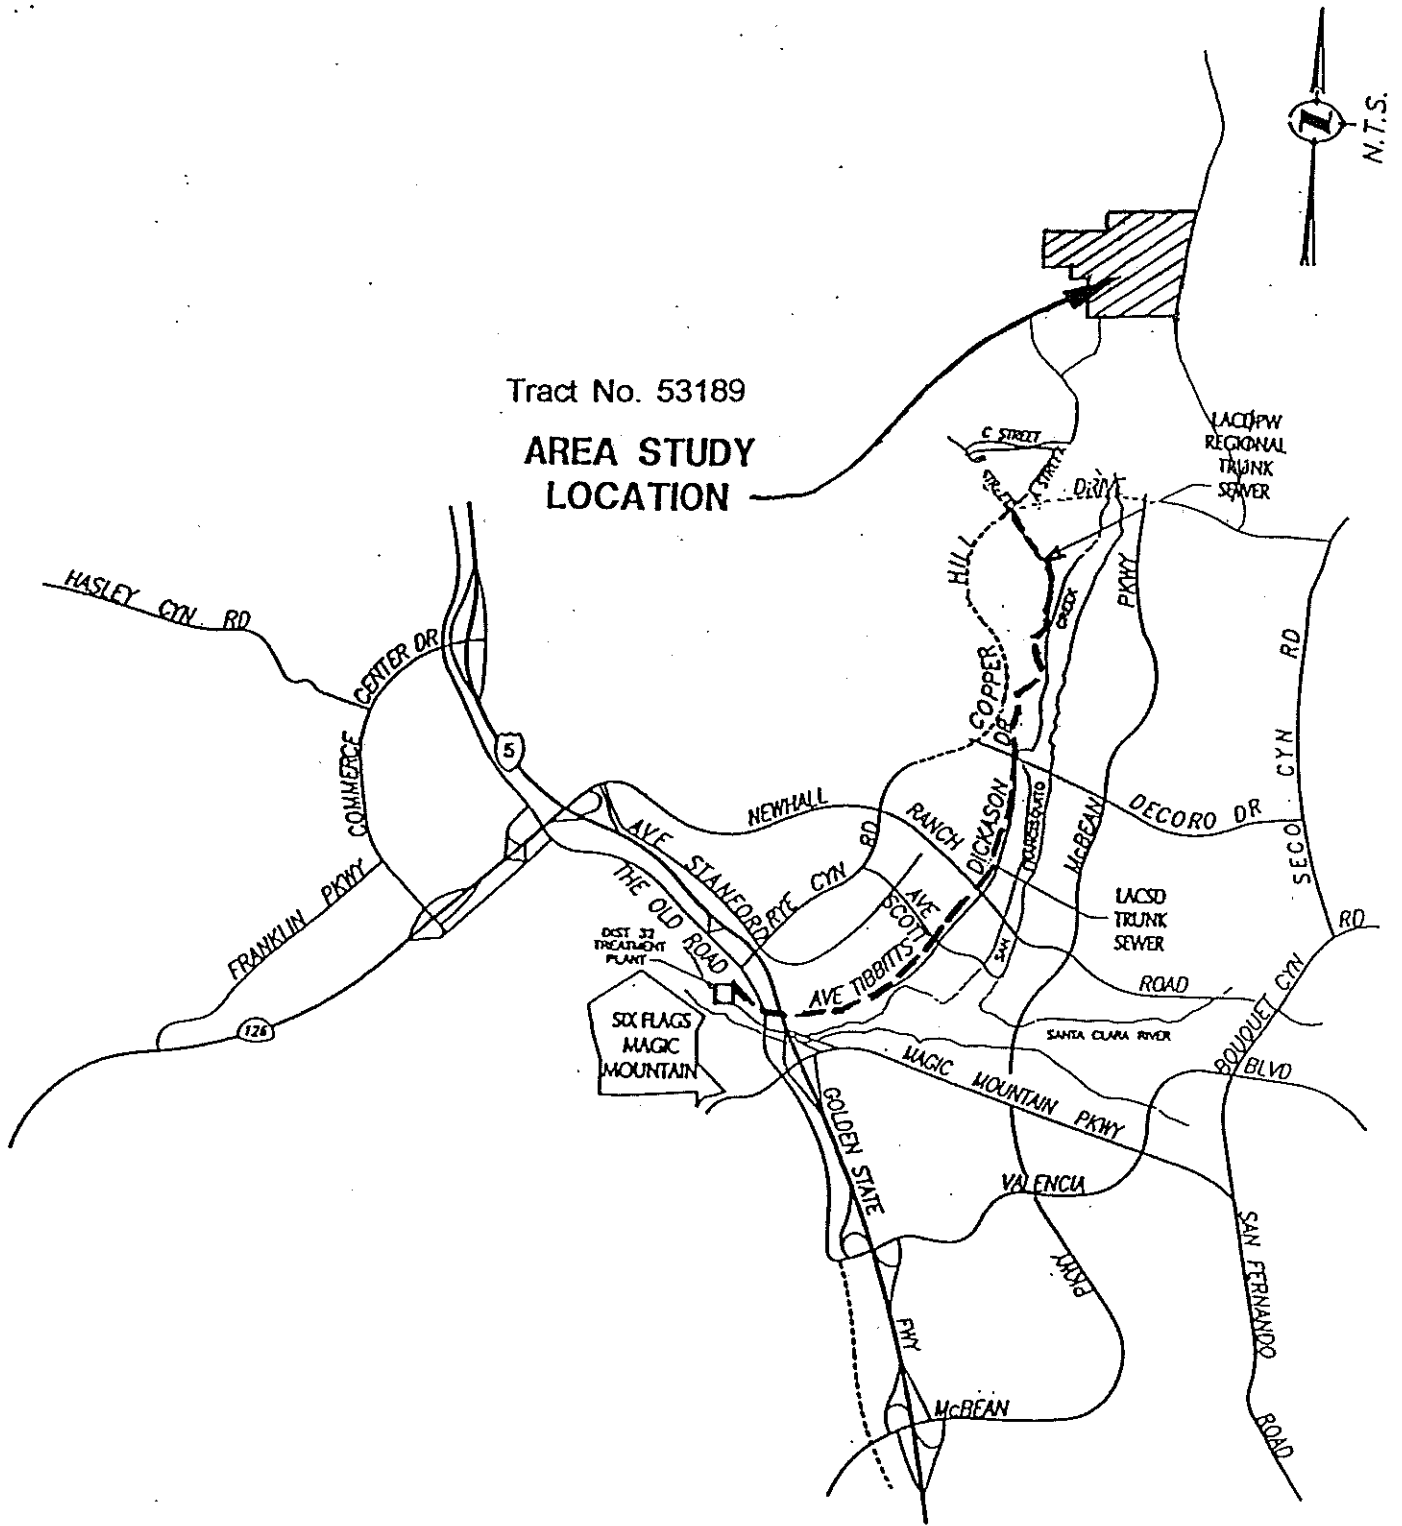 N.T.S.
Tract No. 53189
AREA STUDY
LOCATION
LACDPW
REGIONAL
TRUNK
SEWER
C STREET
STREET
STREET
DRIVE
HASLEY CYN RD
HILL
CREEK
PKWY
CENTER DR
COPPER
DR
SECO CYN RD
5
COMMERCE
NEWHALL
RANCH
DICKASON
McBEAN
DECORO DR
AVE STANFORD
RYE CYN
RD
FRANKLIN PKWY
THE OLD ROAD
AVE
SCOTT
SAN
LACSD
TRUNK
SEWER
RD
DIST 32
TREATMENT
PLANT
AVE TIBBITTS
ROAD
BOUQUET CYN
126
SIX FLAGS
MAGIC
MOUNTAIN
SANTA CLARA RIVER
MAGIC MOUNTAIN PKWY
BLVD
GOLDEN STATE
VALENCIA
PKWY
SAN FERNANDO
FWY
McBEAN
ROAD